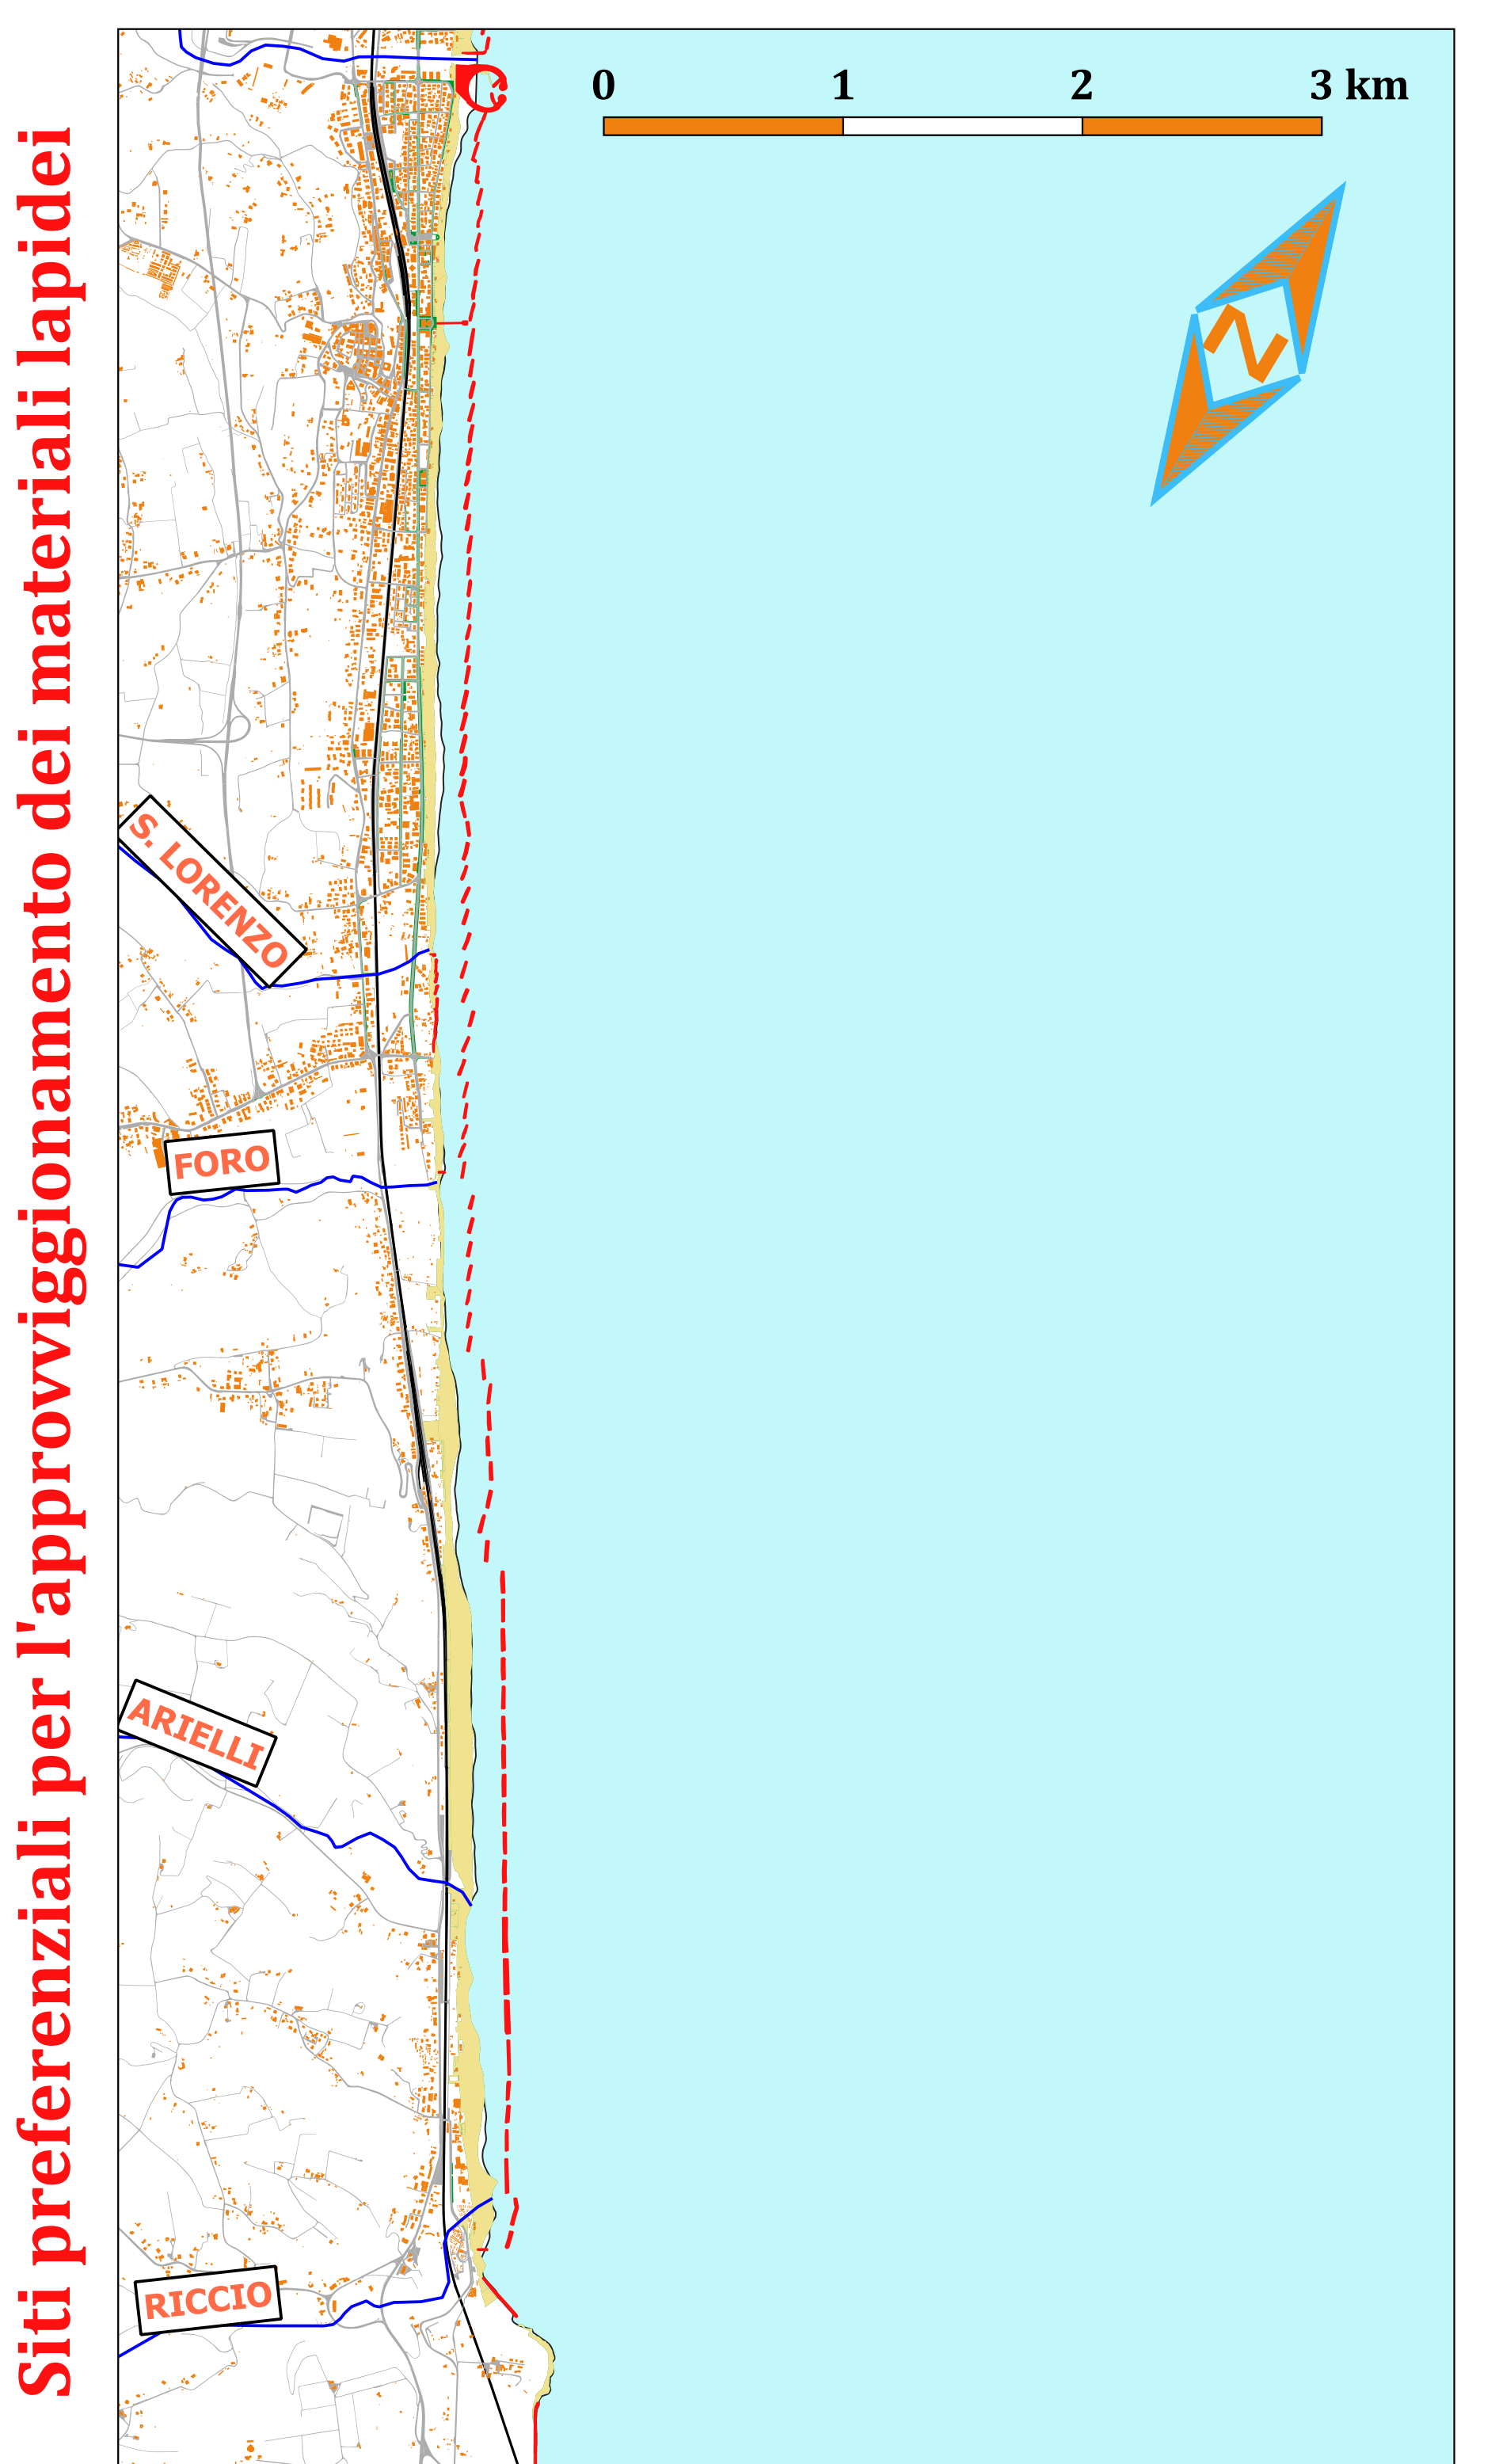 Siti preferenziali per l'approvviggionamento dei materiali lapidei
0 1 2 3 km
N
S. LORENZO
FORO
ARIELLI
RICCIO